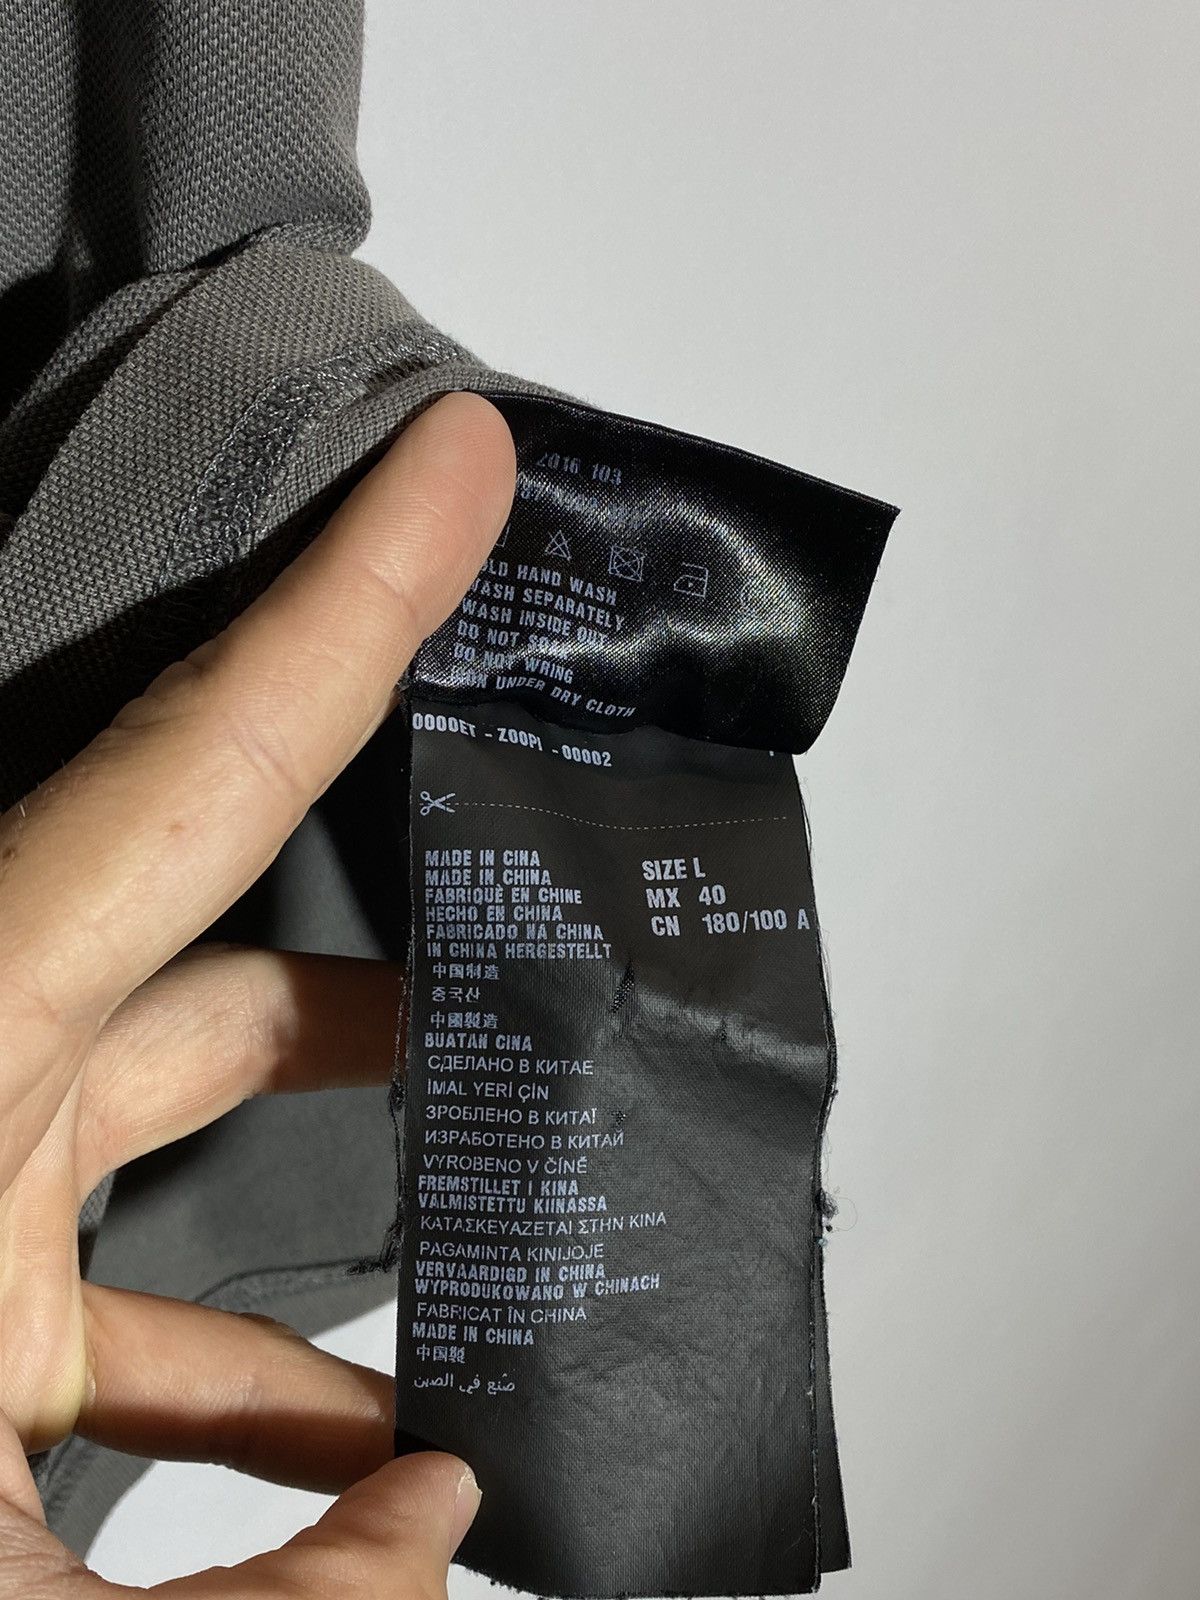 2016 103
OLD HAND WASH
WASH SEPARATELY
WASH INSIDE OUT
DO NOT
DO NOT WRING
UNDER DRY CLOTH
0000ET - Z00PI - 00002
MADE IN CINA
MADE IN CHINA
FABRIQUÈ EN CHINE
HECHO EN CHINA
FABRICADO NA CHINA
IN CHINA HERGESTELLT
中国制造
중국산
中國製造
BUATAN CINA
СДЕЛАНО В КИТАЕ
İMAL YERİ ÇİN
ЗРОБЛЕНО В КИТАЇ
ИЗРАБОТЕНО В КИТАЙ
VYROBENO V ČÍNĚ
FREMSTILLET I KINA
VALMISTETTU KIINASSA
ΚΑΤΑΣΚΕΥΑΖΕΤΑΙ ΣΤΗΝ ΚΙΝΑ
PAGAMINTA KINIJOJE
VERVAARDIGD IN CHINA
WYPRODUKOWANO W CHINACH
FABRICAT ÎN CHINA
MADE IN CHINA
中国製
صنع في الصين
SIZE L
MX 40
CN 180/100 A